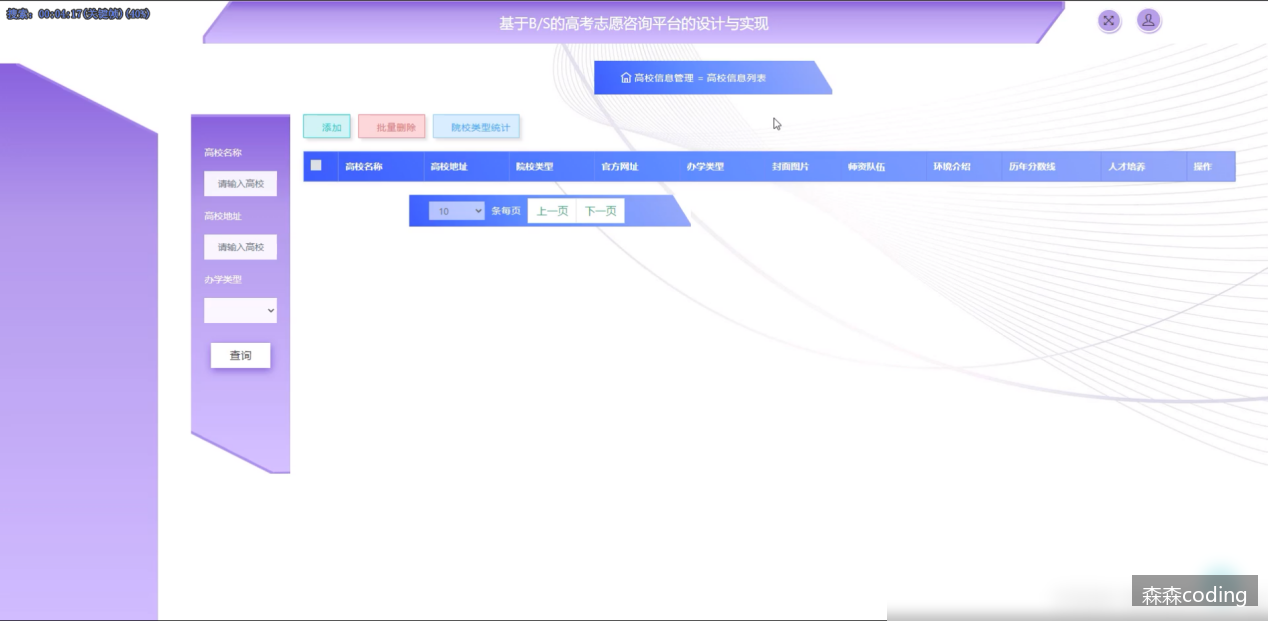 搜索: 00:04:17(关键帧)(40%)
基于B/S的高考志愿咨询平台的设计与实现
高校信息管理 = 高校信息列表
添加 批量删除 院校类型统计
高校名称 高校地址 院校类型 官方网址 办学类型 封面图片 师资队伍 环境介绍 历年分数线 人才培养 操作
10 条每页 上一页 下一页
高校名称
请输入高校
高校地址
请输入高校
办学类型
查询
森森coding